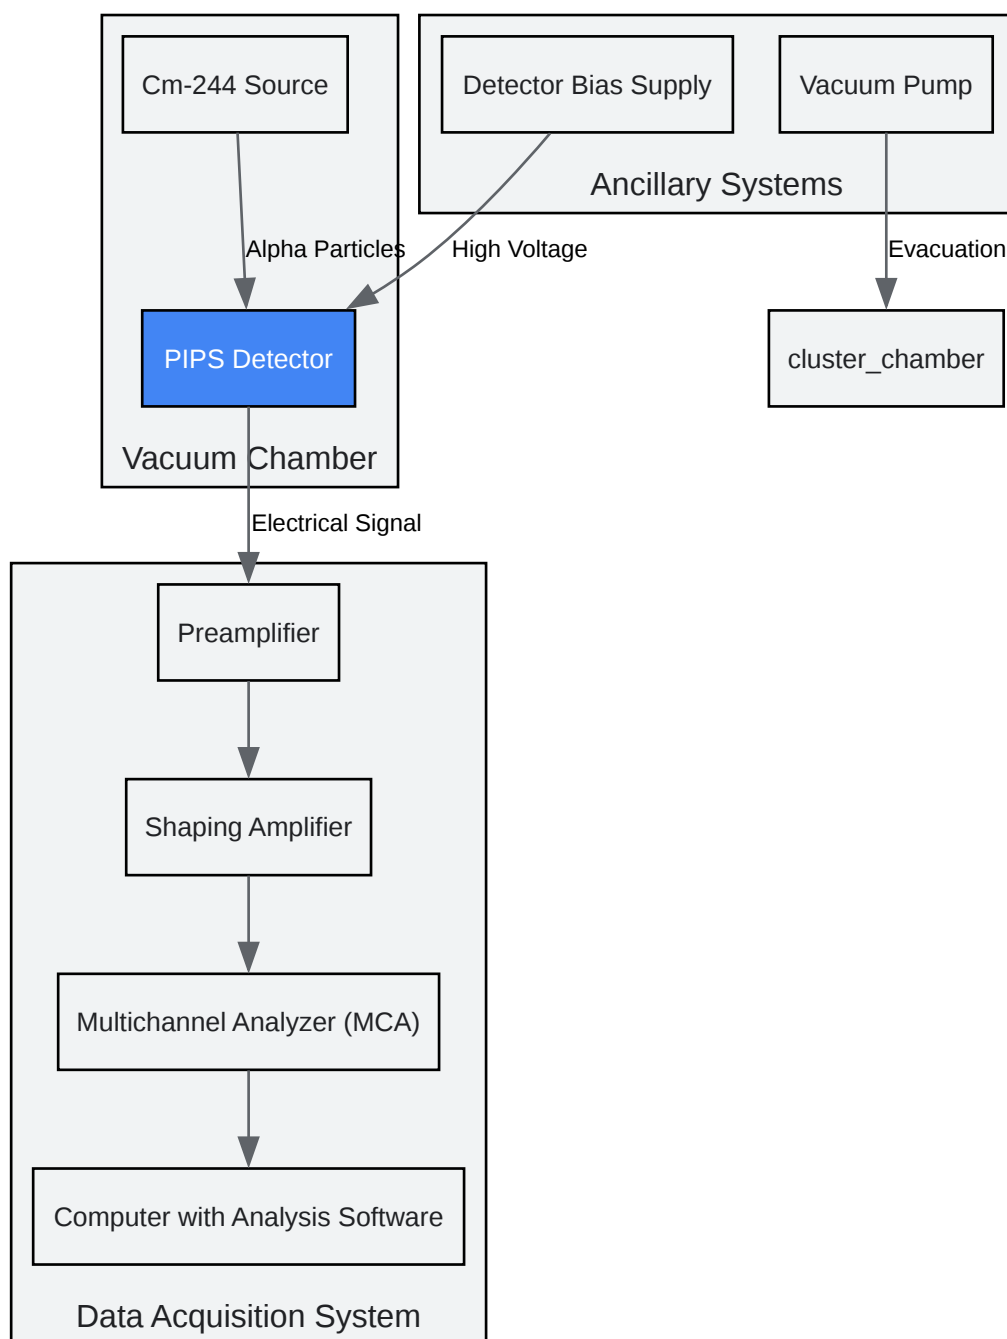 Cm-244 Source
Detector Bias Supply
Vacuum Pump
Ancillary Systems
Alpha Particles
High Voltage
Evacuation
PIPS Detector
cluster_chamber
Vacuum Chamber
Electrical Signal
Preamplifier
Shaping Amplifier
Multichannel Analyzer (MCA)
Computer with Analysis Software
Data Acquisition System